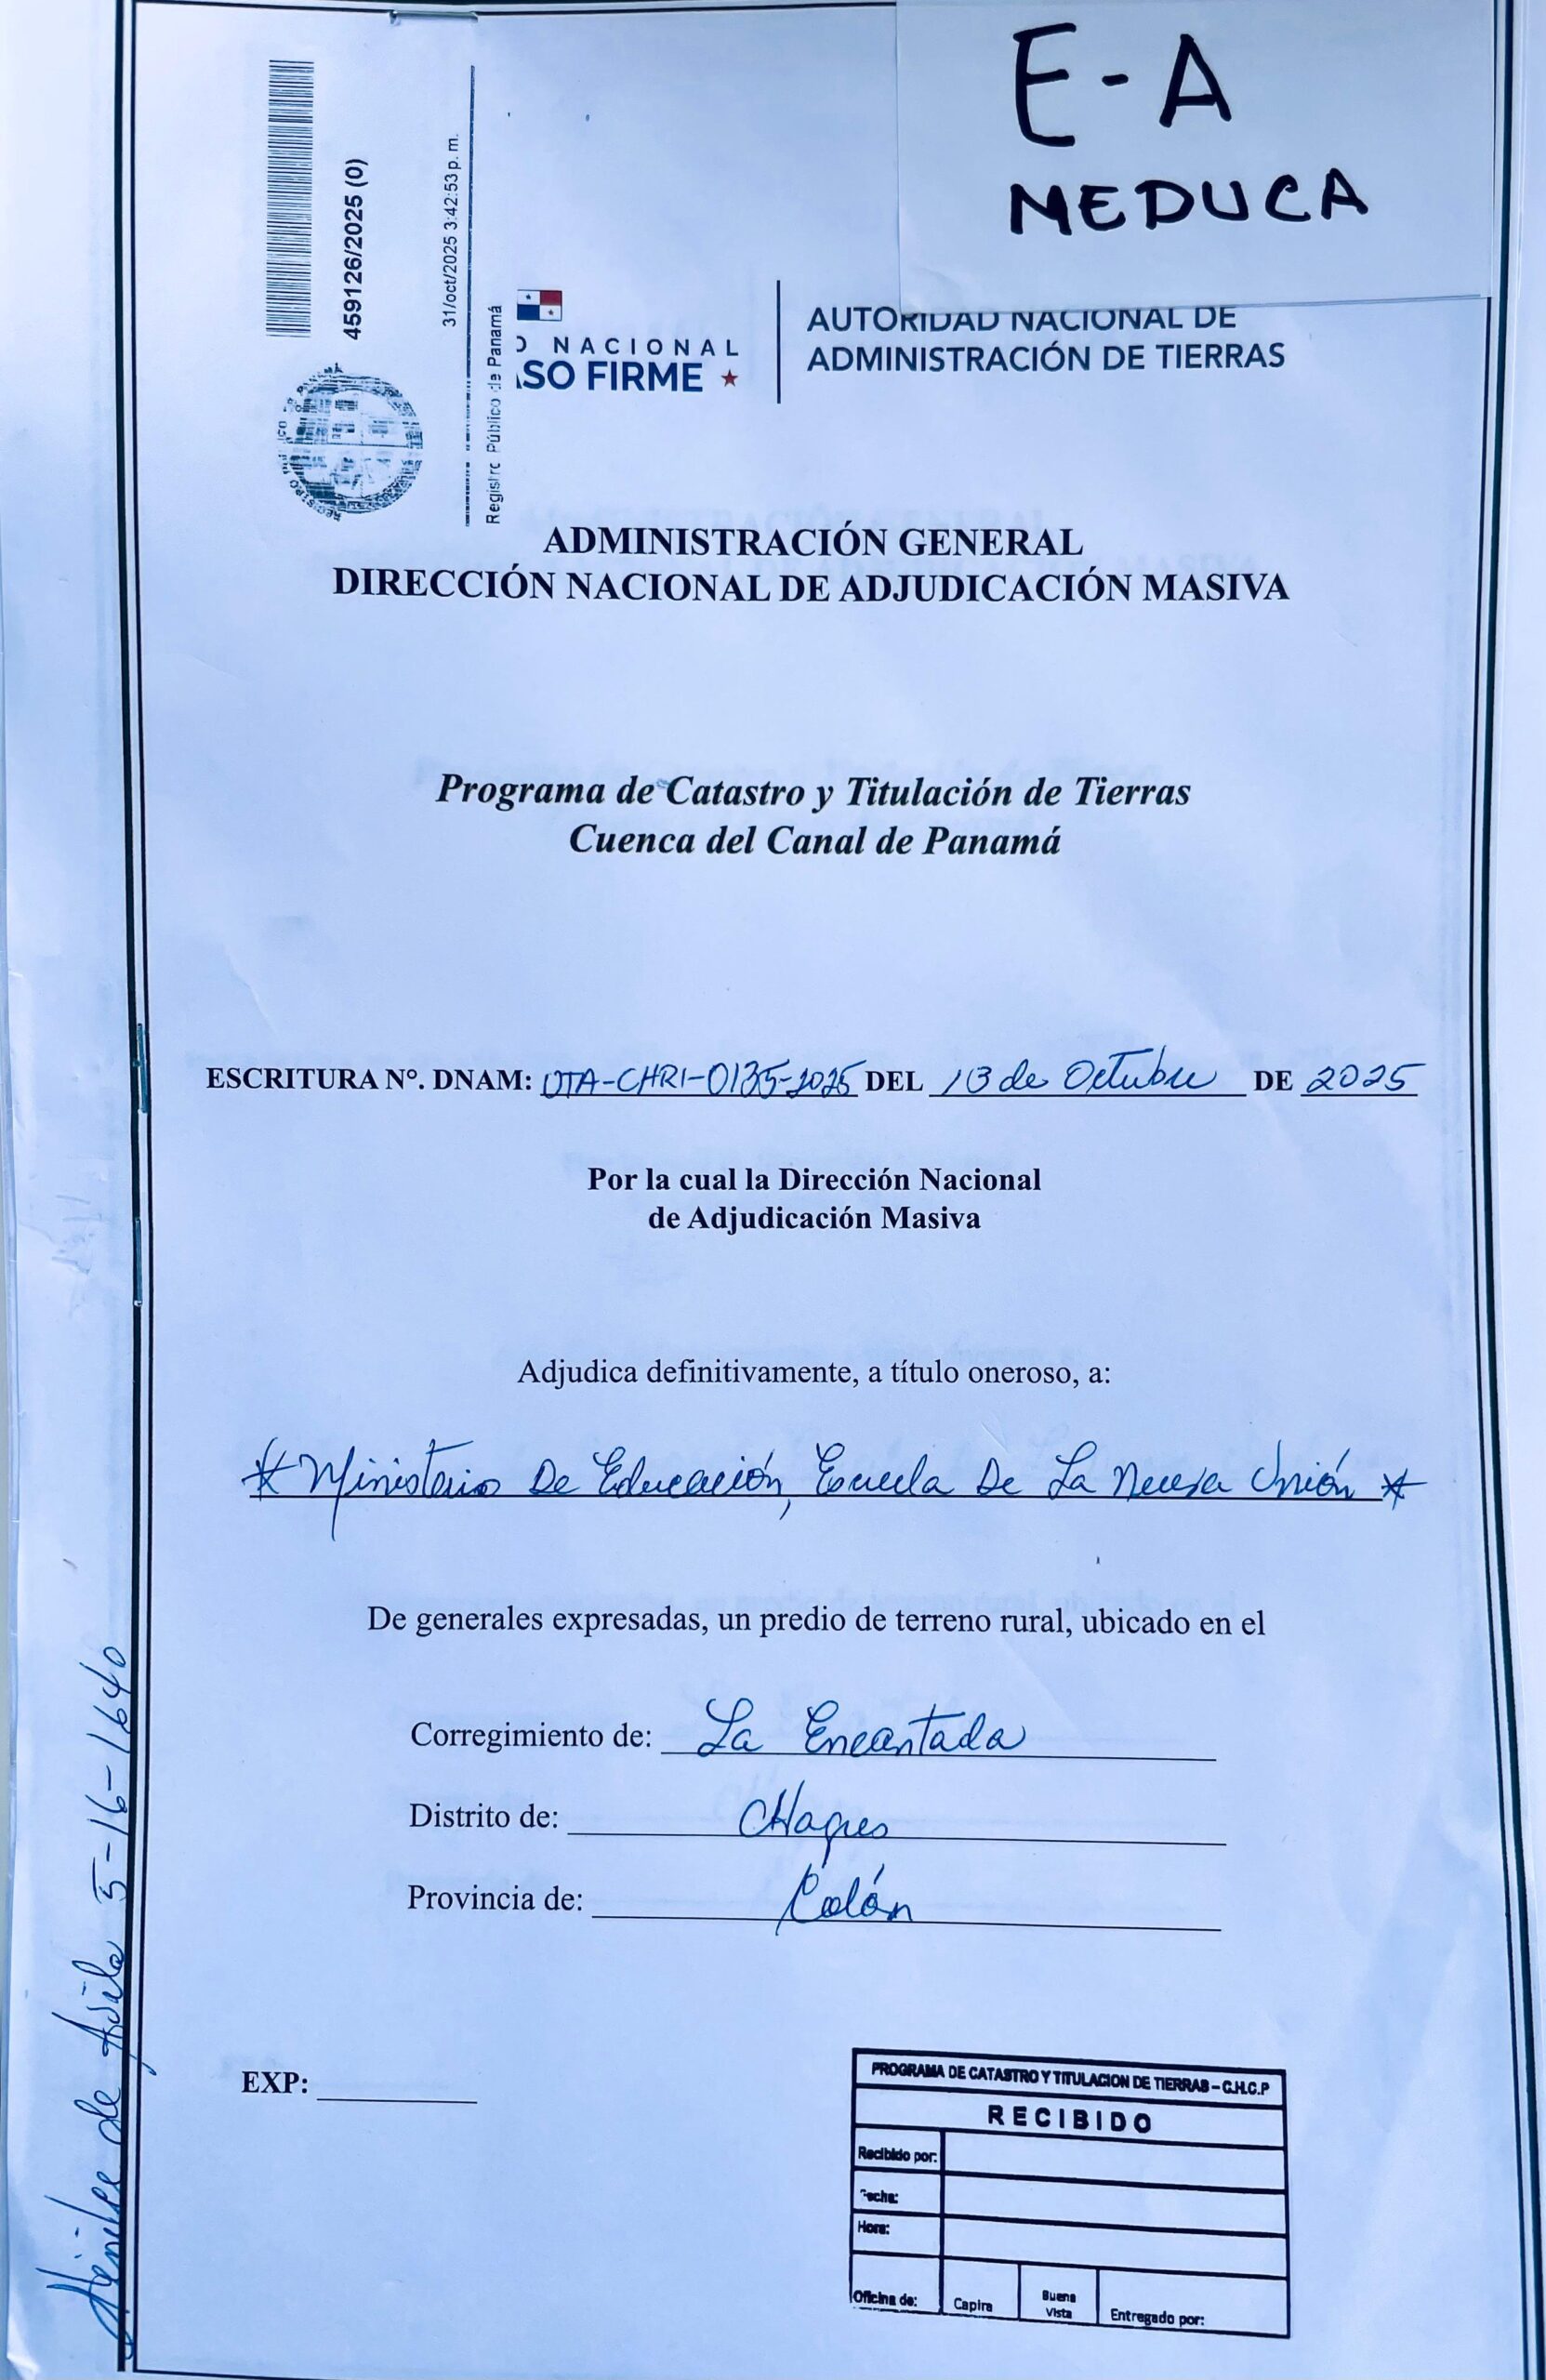 E-A
MEDUCA
459126/2025 (0)
31/oct/2025 3:42:53 p. m.
Registro Público de Panamá
O NACIONAL
ASO FIRME
AUTORIDAD NACIONAL DE
ADMINISTRACIÓN DE TIERRAS
ADMINISTRACIÓN GENERAL
DIRECCIÓN NACIONAL DE ADJUDICACIÓN MASIVA
Programa de Catastro y Titulación de Tierras
Cuenca del Canal de Panamá
ESCRITURA N°. DNAM: UTA-CHRI-0135-2025 DEL 13 de Octubre DE 2025
Por la cual la Dirección Nacional
de Adjudicación Masiva
Adjudica definitivamente, a título oneroso, a:
* Ministerio De Educación, Escuela De La Nueva Unión *
De generales expresadas, un predio de terreno rural, ubicado en el
Corregimiento de: La Encantada
Distrito de: Chagres
Provincia de: Colón
EXP:
PROGRAMA DE CATASTRO Y TITULACION DE TIERRAS – C.H.C.P
RECIBIDO
Recibido por:
Fecha:
Hora:
Oficina de: Capira Buena Vista Entregado por:
de Ávila 5-16-1640